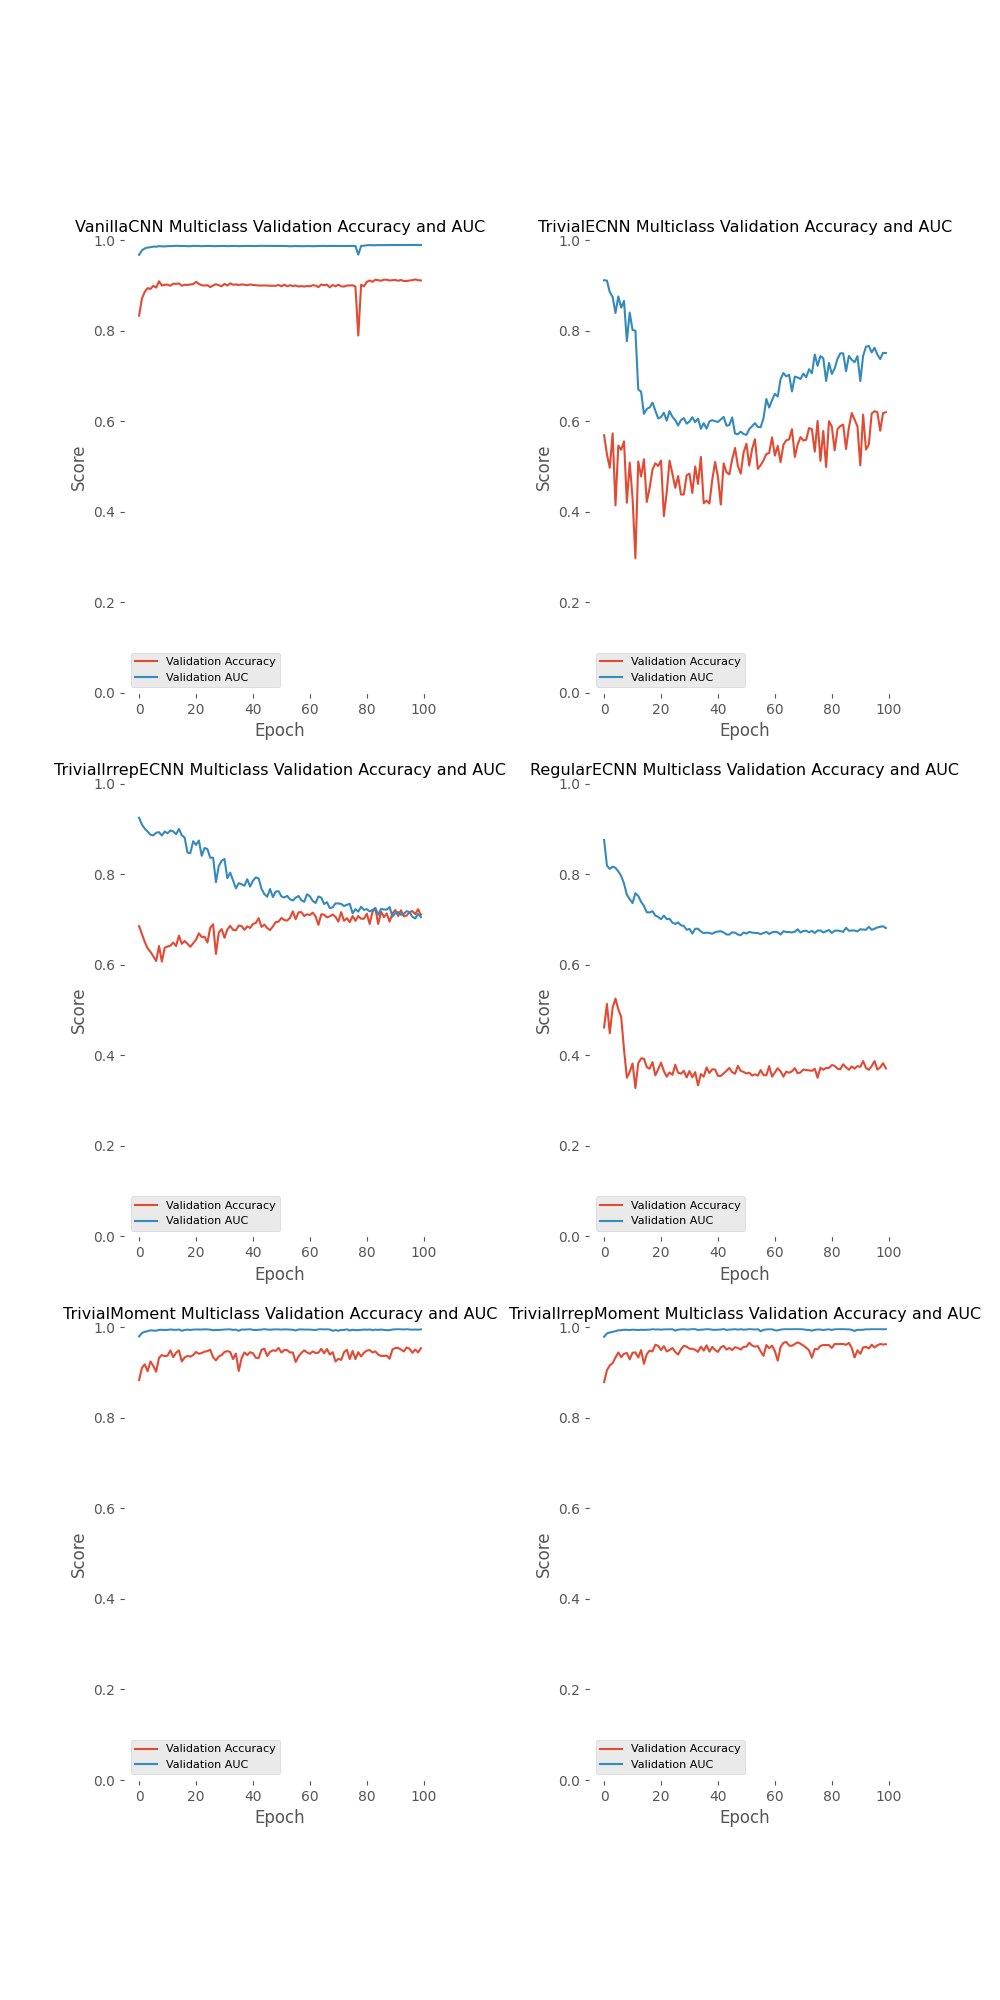 VanillaCNN Multiclass Validation Accuracy and AUC
1.0
0.8
0.6
0.4
0.2
0.0
Score
Validation Accuracy
Validation AUC
0 20 40 60 80 100
Epoch
TrivialECNN Multiclass Validation Accuracy and AUC
1.0
0.8
0.6
0.4
0.2
0.0
Score
Validation Accuracy
Validation AUC
0 20 40 60 80 100
Epoch
TrivialIrrepECNN Multiclass Validation Accuracy and AUC
1.0
0.8
0.6
0.4
0.2
0.0
Score
Validation Accuracy
Validation AUC
0 20 40 60 80 100
Epoch
RegularECNN Multiclass Validation Accuracy and AUC
1.0
0.8
0.6
0.4
0.2
0.0
Score
Validation Accuracy
Validation AUC
0 20 40 60 80 100
Epoch
TrivialMoment Multiclass Validation Accuracy and AUC
1.0
0.8
0.6
0.4
0.2
0.0
Score
Validation Accuracy
Validation AUC
0 20 40 60 80 100
Epoch
TrivialIrrepMoment Multiclass Validation Accuracy and AUC
1.0
0.8
0.6
0.4
0.2
0.0
Score
Validation Accuracy
Validation AUC
0 20 40 60 80 100
Epoch